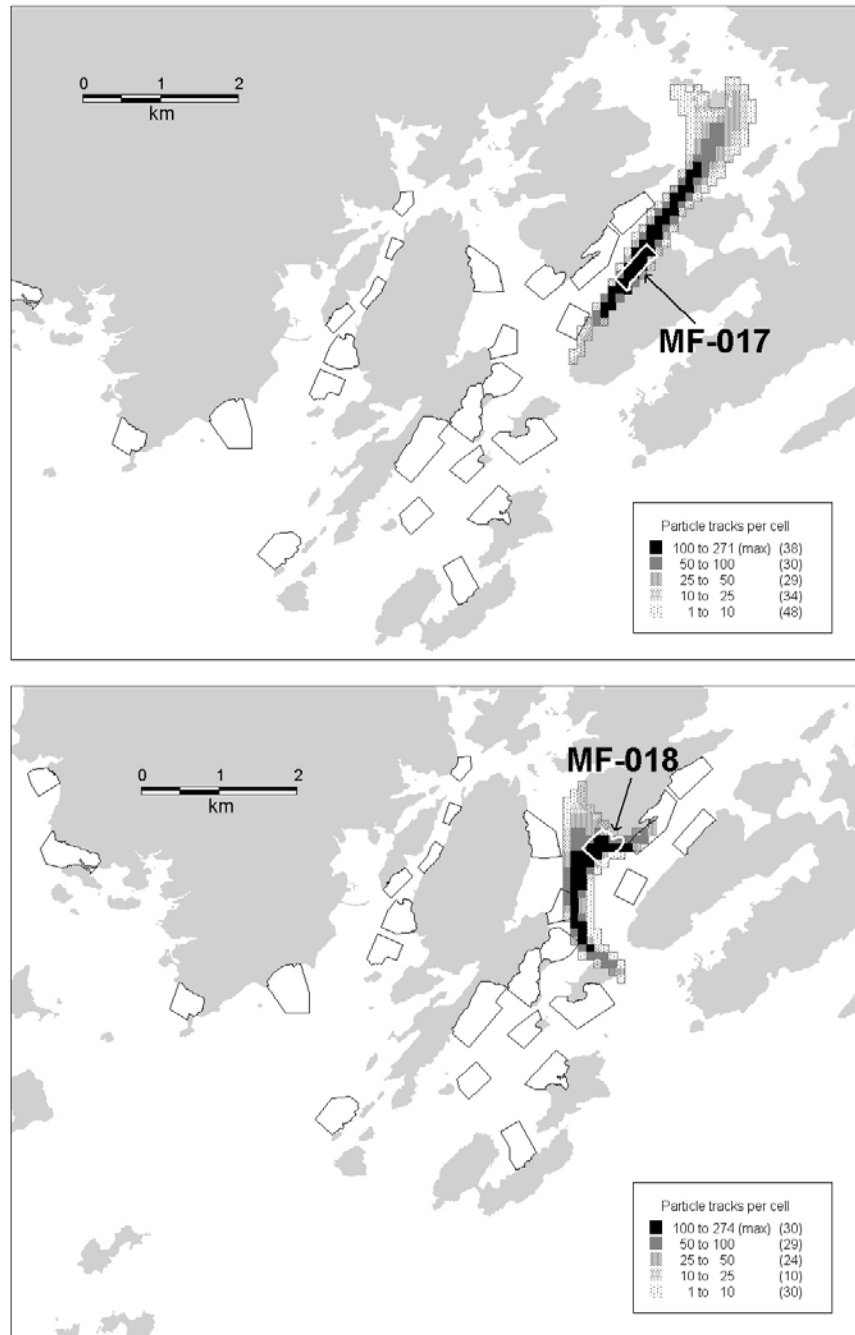 0 1 2
km
MF-017
Particle tracks per cell
100 to 271 (max) (38)
50 to 100 (30)
25 to 50 (29)
10 to 25 (34)
1 to 10 (48)
MF-018
0 1 2
km
Particle tracks per cell
100 to 274 (max) (30)
50 to 100 (29)
25 to 50 (24)
10 to 25 (10)
1 to 10 (30)